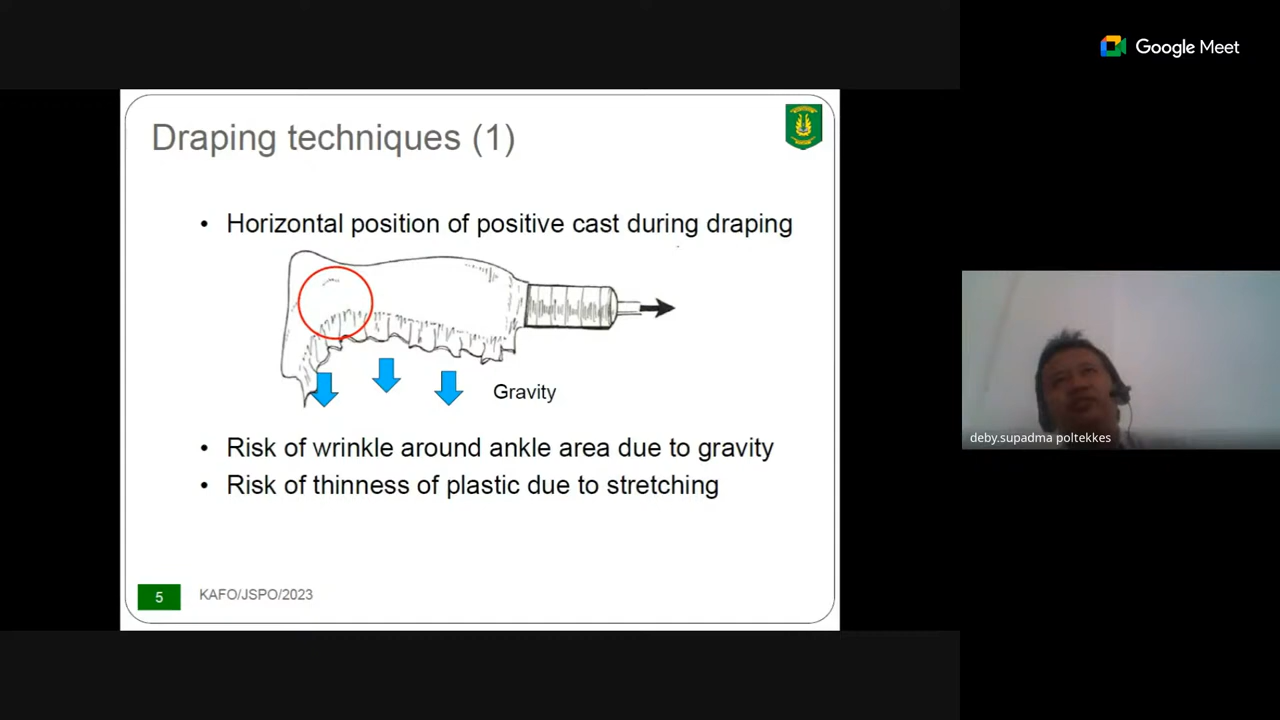 Google Meet
Draping techniques (1)
• Horizontal position of positive cast during draping
Gravity
• Risk of wrinkle around ankle area due to gravity
• Risk of thinness of plastic due to stretching
deby.supadma poltekkes
5
KAFO/JSPO/2023